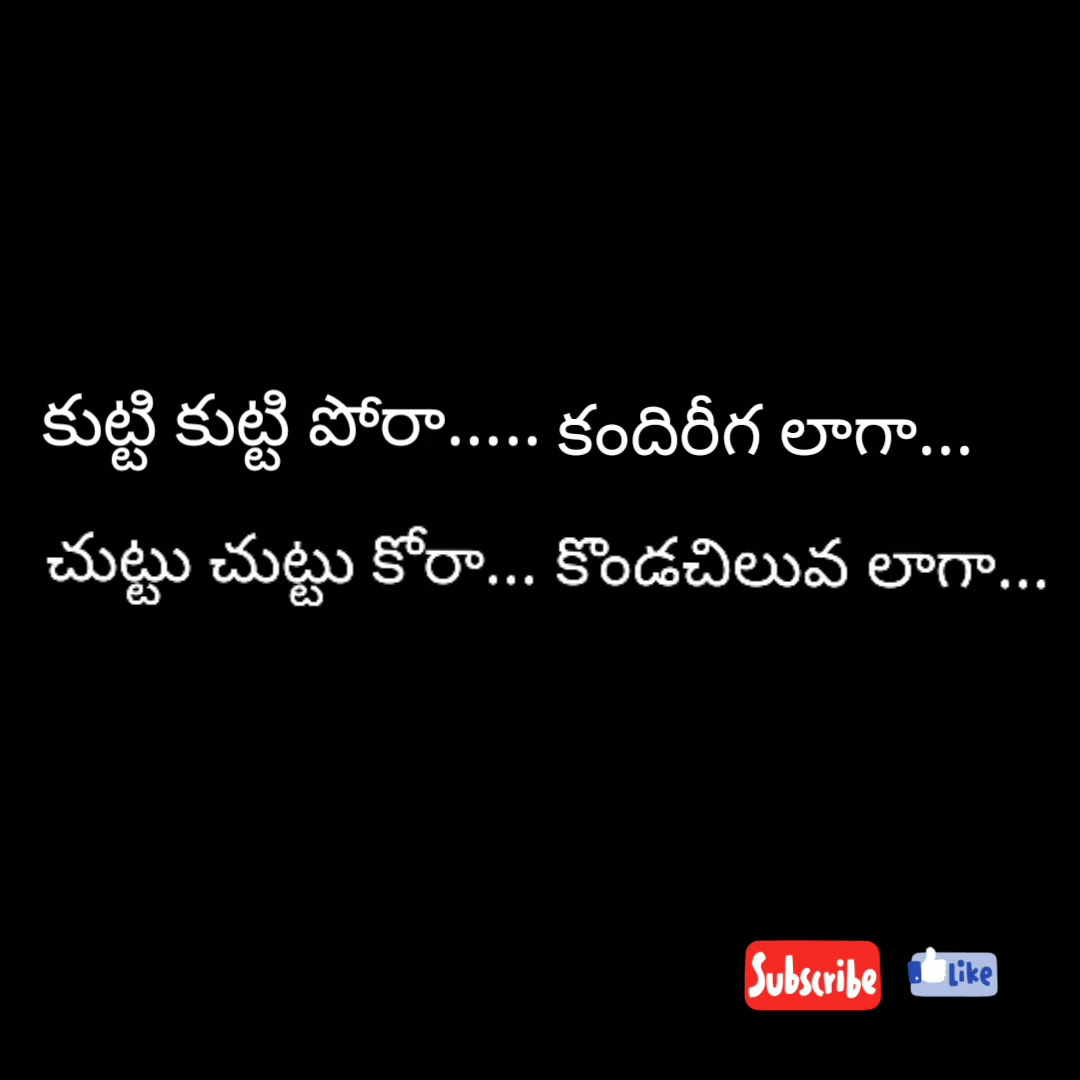 కుట్టి కుట్టి పోరా..... కందిరీగ లాగా...
చుట్టు చుట్టు కోరా... కొండచిలువ లాగా...
Subscribe Like